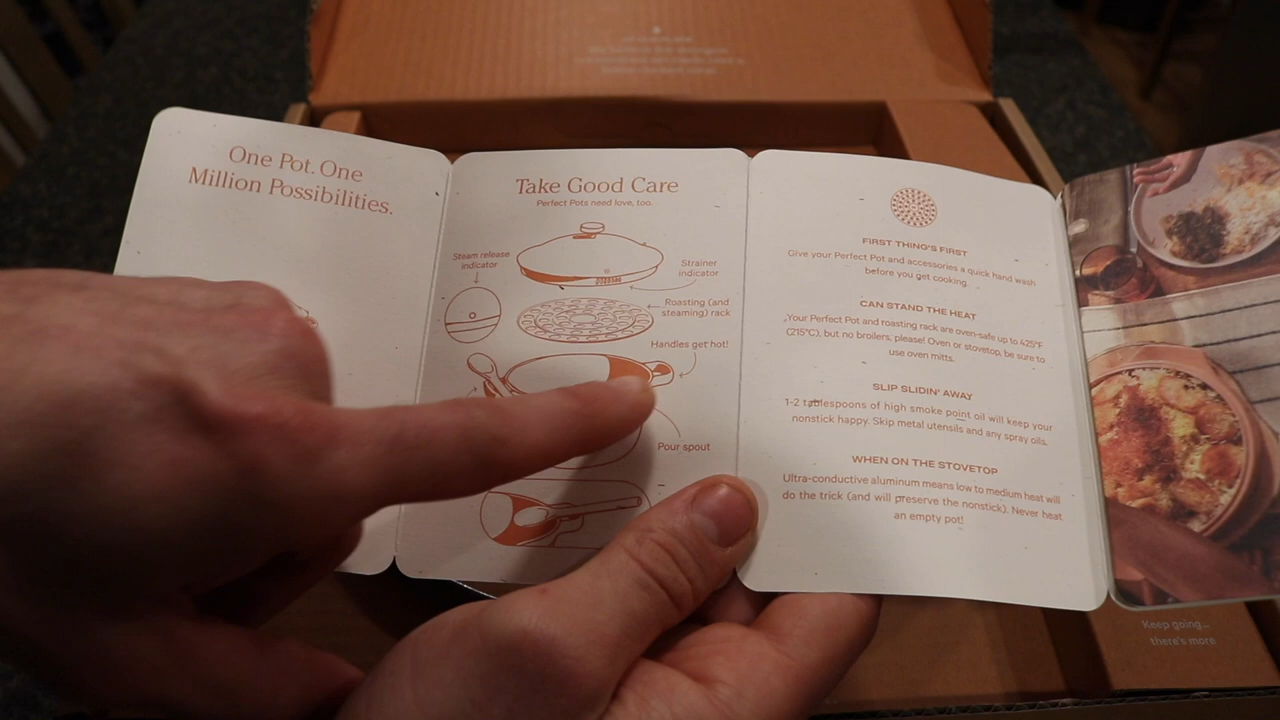 One Pot. One
Million Possibilities.
Take Good Care
Perfect Pots need love, too.
Steam release
indicator
Strainer
indicator
Roasting (and
steaming) rack
Handles get hot!
Pour spout
FIRST THING'S FIRST
Give your Perfect Pot and accessories a quick hand wash
before you get cooking.
CAN STAND THE HEAT
Your Perfect Pot and roasting rack are oven-safe up to 425°F
(215°C), but no broilers, please! Oven or stovetop, be sure to
use oven mitts.
SLIP SLIDIN' AWAY
1-2 tablespoons of high smoke point oil will keep your
nonstick happy. Skip metal utensils and any spray oils.
WHEN ON THE STOVETOP
Ultra-conductive aluminum means low to medium heat will
do the trick (and will preserve the nonstick). Never heat
an empty pot!
Keep going...
there's more